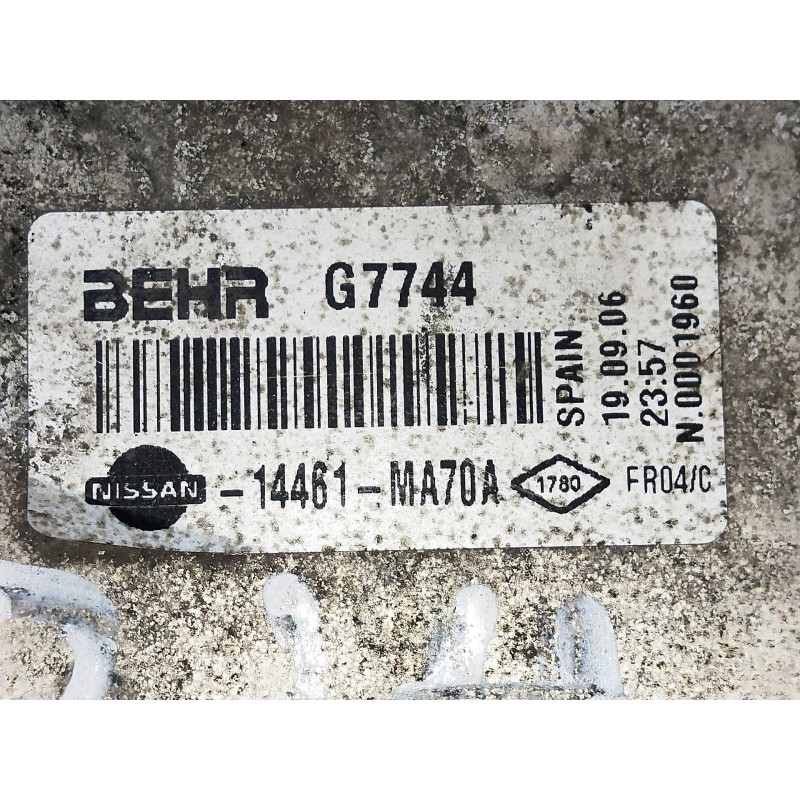 BEHR G7744
SPAIN
19.09.06
23:57
N.0001960
NISSAN -14461-MA70A 1780 FR04/C